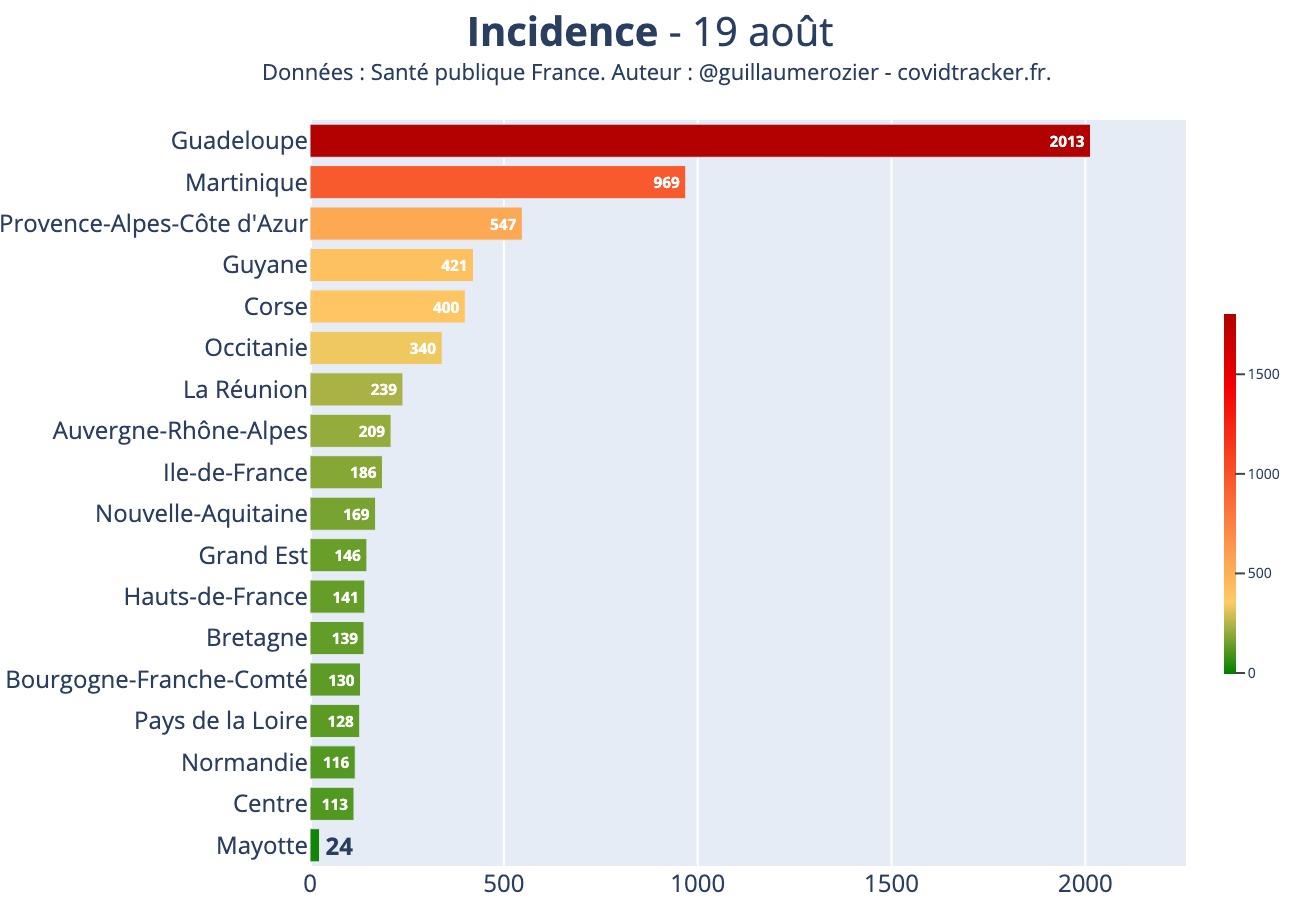 Incidence - 19 août
Données : Santé publique France. Auteur : @guillaumerozier - covidtracker.fr.
Guadeloupe 2013
Martinique 969
Provence-Alpes-Côte d'Azur 547
Guyane 421
Corse 400
Occitanie 340
La Réunion 239
Auvergne-Rhône-Alpes 209
Ile-de-France 186
Nouvelle-Aquitaine 169
Grand Est 146
Hauts-de-France 141
Bretagne 139
Bourgogne-Franche-Comté 130
Pays de la Loire 128
Normandie 116
Centre 113
Mayotte 24
0 500 1000 1500 2000
1500
1000
500
0